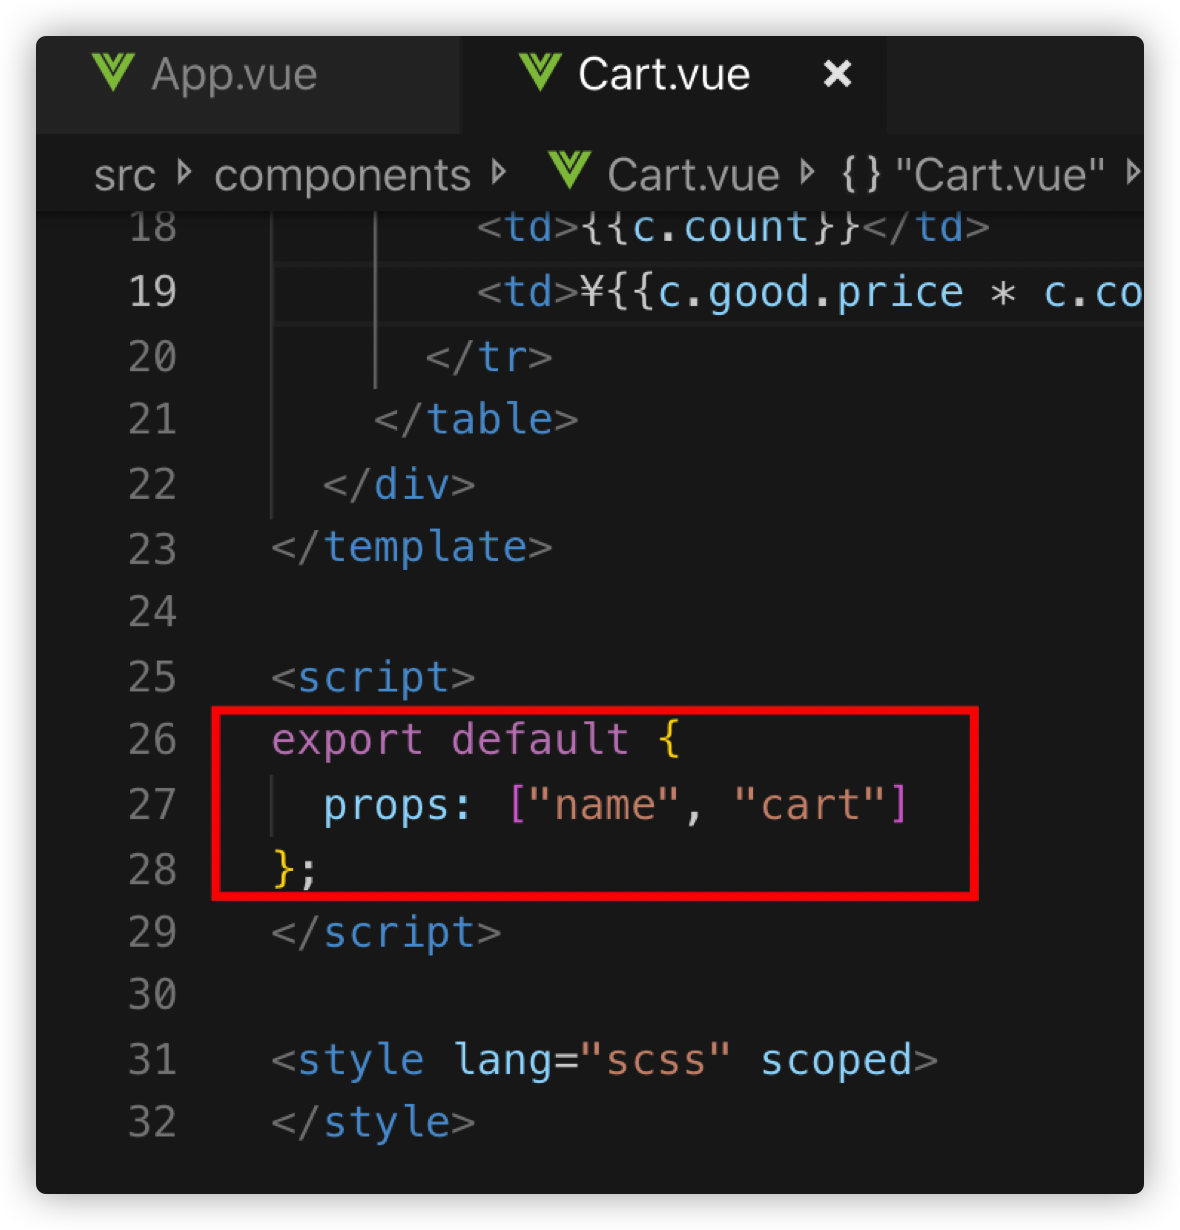 App.vue Cart.vue ×
src components Cart.vue {} "Cart.vue"
18 <td>{{c.count}}</td>
19 <td>¥{{c.good.price * c.co
20 </tr>
21 </table>
22 </div>
23 </template>
24
25 <script>
26 export default {
27 props: ["name", "cart"]
28 };
29 </script>
30
31 <style lang="scss" scoped>
32 </style>